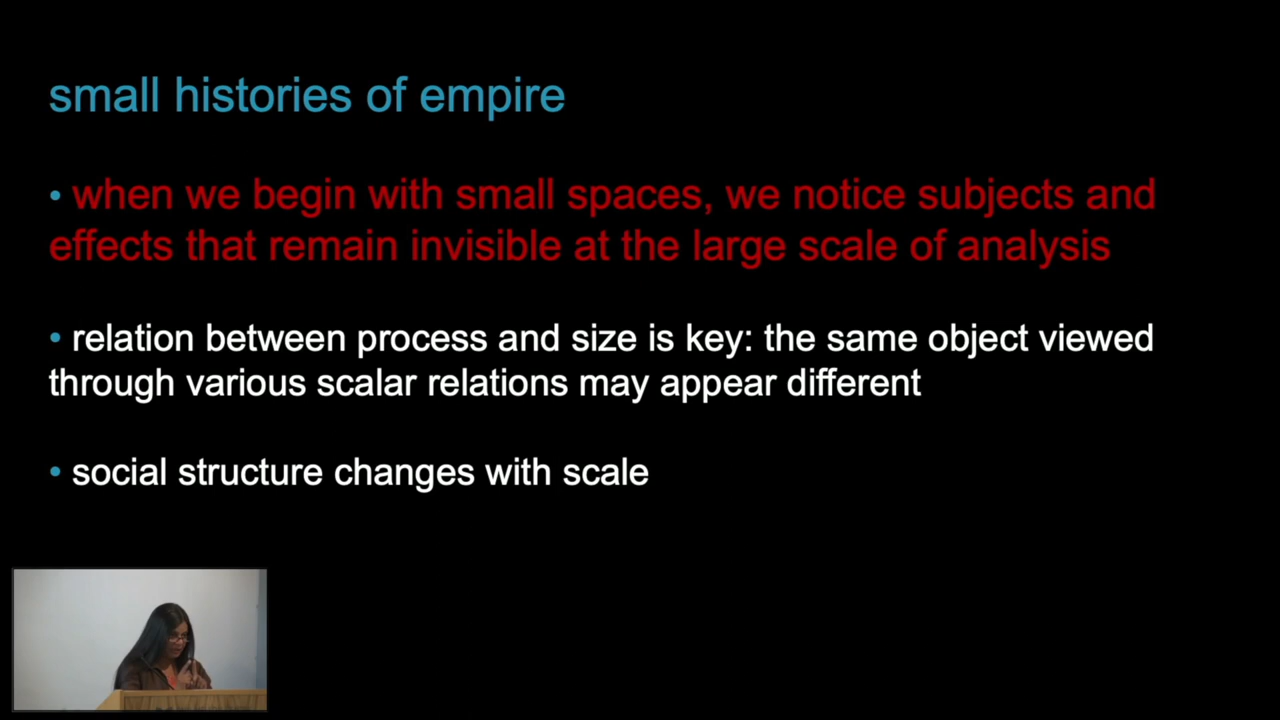 small histories of empire
• when we begin with small spaces, we notice subjects and
effects that remain invisible at the large scale of analysis
• relation between process and size is key: the same object viewed
through various scalar relations may appear different
• social structure changes with scale